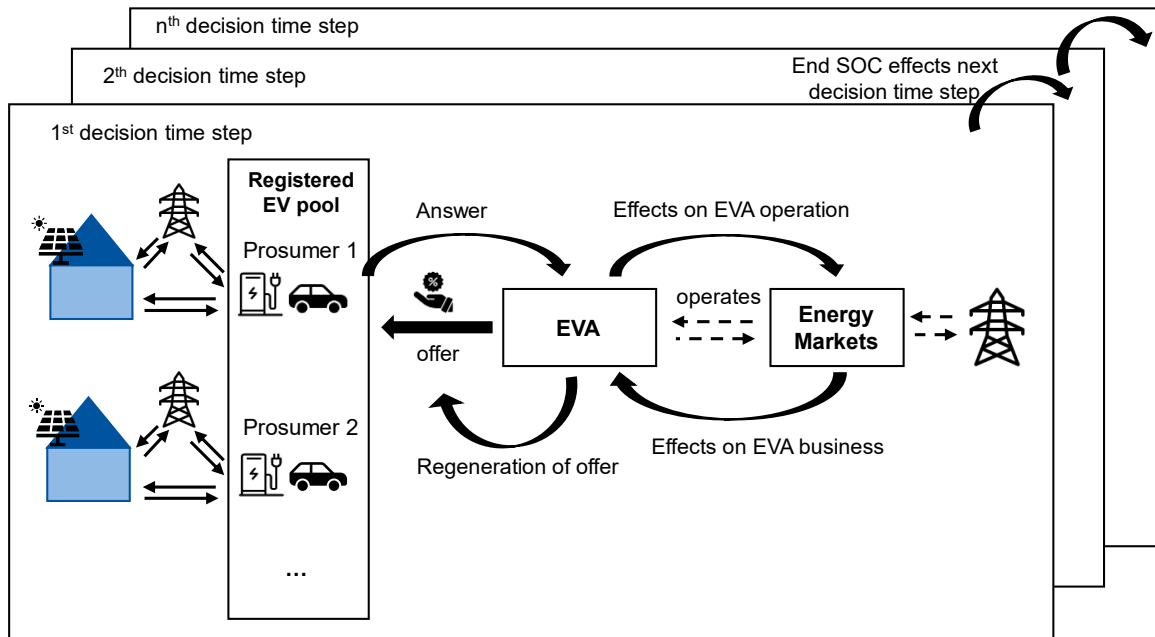 nth decision time step
2th decision time step
End SOC effects next
decision time step
1st decision time step
Registered
EV pool
Prosumer 1
Answer
Effects on EVA operation
%
offer
EVA
operates
Energy
Markets
Prosumer 2
Regeneration of offer
Effects on EVA business
...